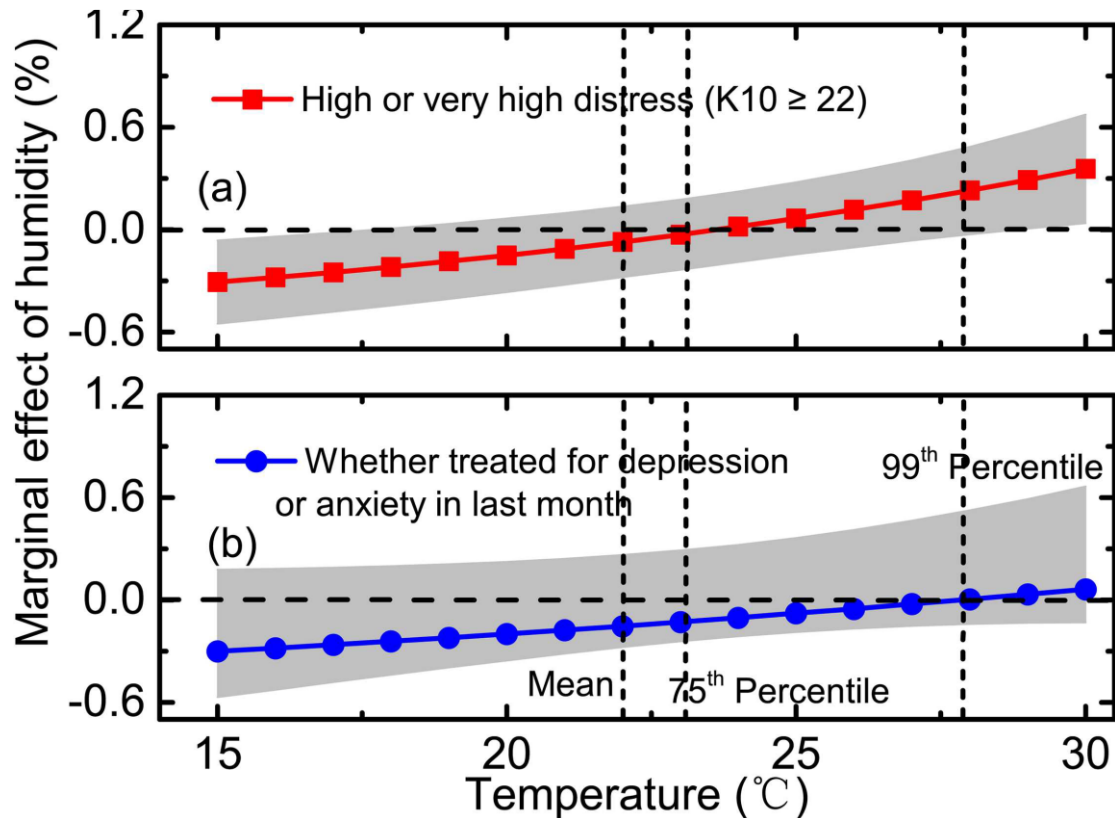 Marginal effect of humidity (%)
1.2
0.6
0.0
-0.6
High or very high distress (K10 ≥ 22)
(a)
1.2
0.6
0.0
-0.6
Whether treated for depression
or anxiety in last month
(b)
99th Percentile
Mean
75th Percentile
15
20
25
30
Temperature (℃)